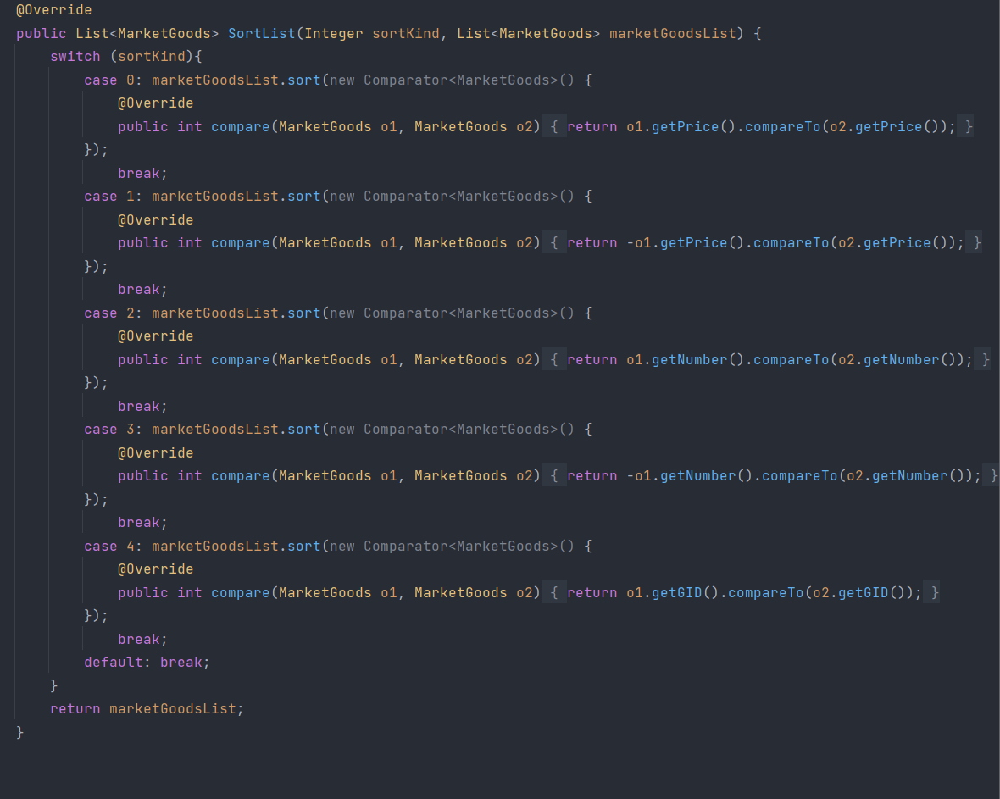 @Override
public List<MarketGoods> SortList(Integer sortKind, List<MarketGoods> marketGoodsList) {
    switch (sortKind){
        case 0: marketGoodsList.sort(new Comparator<MarketGoods>() {
            @Override
            public int compare(MarketGoods o1, MarketGoods o2) { return o1.getPrice().compareTo(o2.getPrice()); }
        });
            break;
        case 1: marketGoodsList.sort(new Comparator<MarketGoods>() {
            @Override
            public int compare(MarketGoods o1, MarketGoods o2) { return -o1.getPrice().compareTo(o2.getPrice()); }
        });
            break;
        case 2: marketGoodsList.sort(new Comparator<MarketGoods>() {
            @Override
            public int compare(MarketGoods o1, MarketGoods o2) { return o1.getNumber().compareTo(o2.getNumber()); }
        });
            break;
        case 3: marketGoodsList.sort(new Comparator<MarketGoods>() {
            @Override
            public int compare(MarketGoods o1, MarketGoods o2) { return -o1.getNumber().compareTo(o2.getNumber()); }
        });
            break;
        case 4: marketGoodsList.sort(new Comparator<MarketGoods>() {
            @Override
            public int compare(MarketGoods o1, MarketGoods o2) { return o1.getGID().compareTo(o2.getGID()); }
        });
            break;
        default: break;
    }
    return marketGoodsList;
}